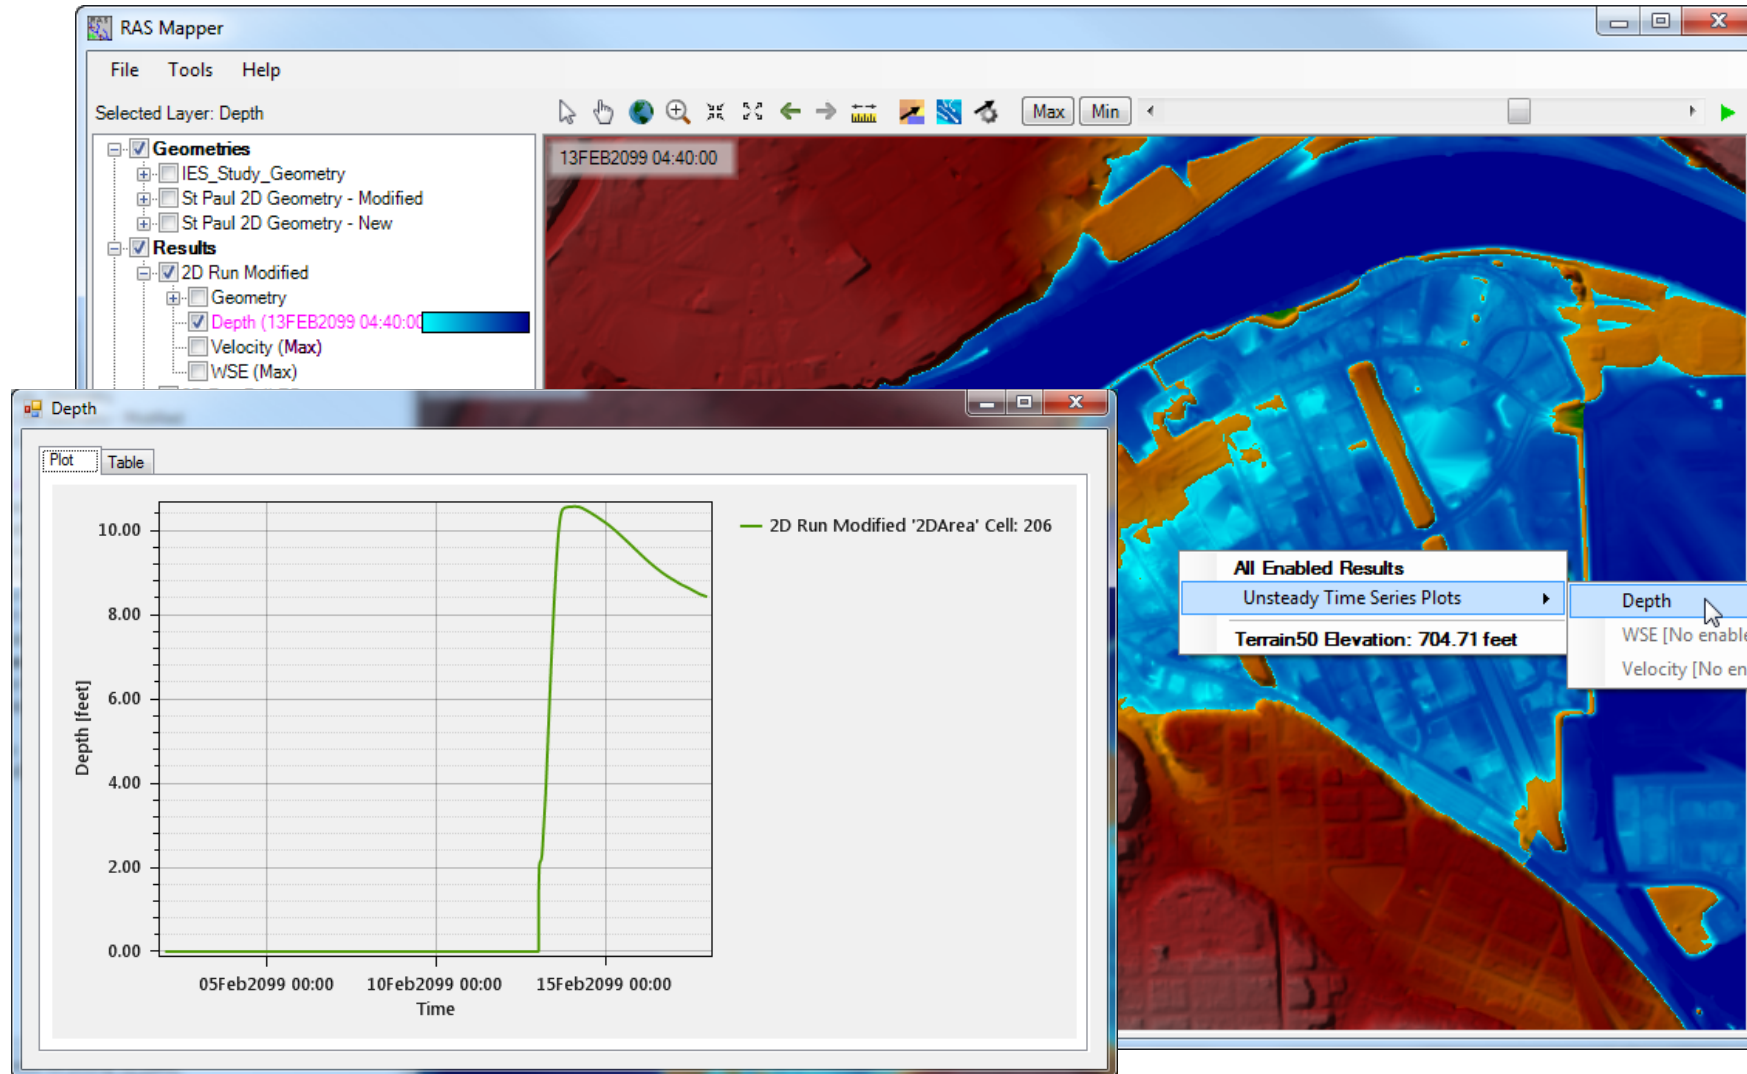 RAS Mapper
File Tools Help
Selected Layer: Depth
Max Min
Geometries
IES_Study_Geometry
St Paul 2D Geometry - Modified
St Paul 2D Geometry - New
Results
2D Run Modified
Geometry
Depth (13FEB2099 04:40:00
Velocity (Max)
WSE (Max)
13FEB2099 04:40:00
All Enabled Results
Unsteady Time Series Plots
Terrain50 Elevation: 704.71 feet
Depth
WSE [No enable
Velocity [No en
Depth
Plot Table
10.00
8.00
6.00
4.00
2.00
0.00
Depth [feet]
05Feb2099 00:00 10Feb2099 00:00 15Feb2099 00:00
Time
2D Run Modified '2DArea' Cell: 206